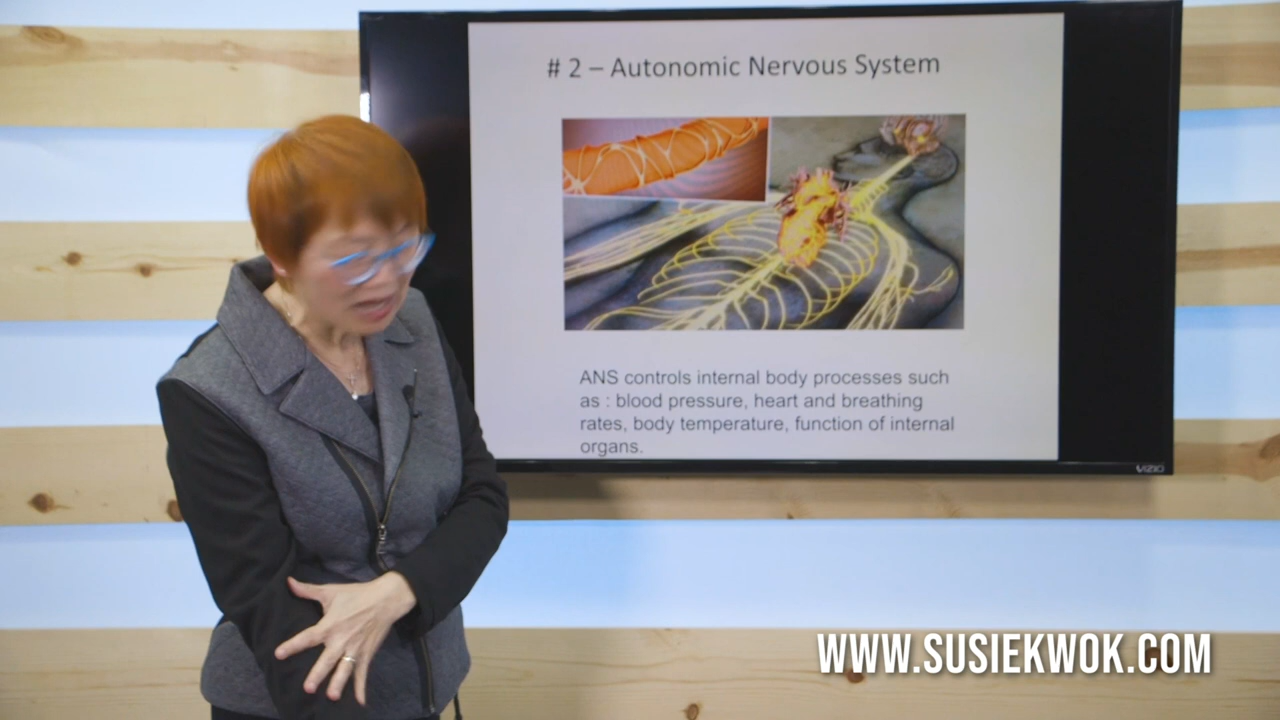 # 2 – Autonomic Nervous System
ANS controls internal body processes such
as : blood pressure, heart and breathing
rates, body temperature, function of internal
organs.
VIZIO
WWW.SUSIEKWOK.COM